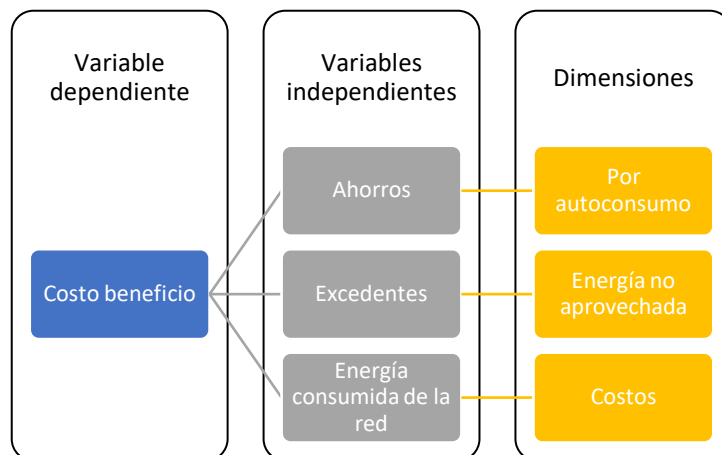 Variable
dependiente
Variables
independientes
Dimensiones
Costo beneficio
Ahorros
Excedentes
Energía
consumida de la
red
Por
autoconsumo
Energía no
aprovechada
Costos